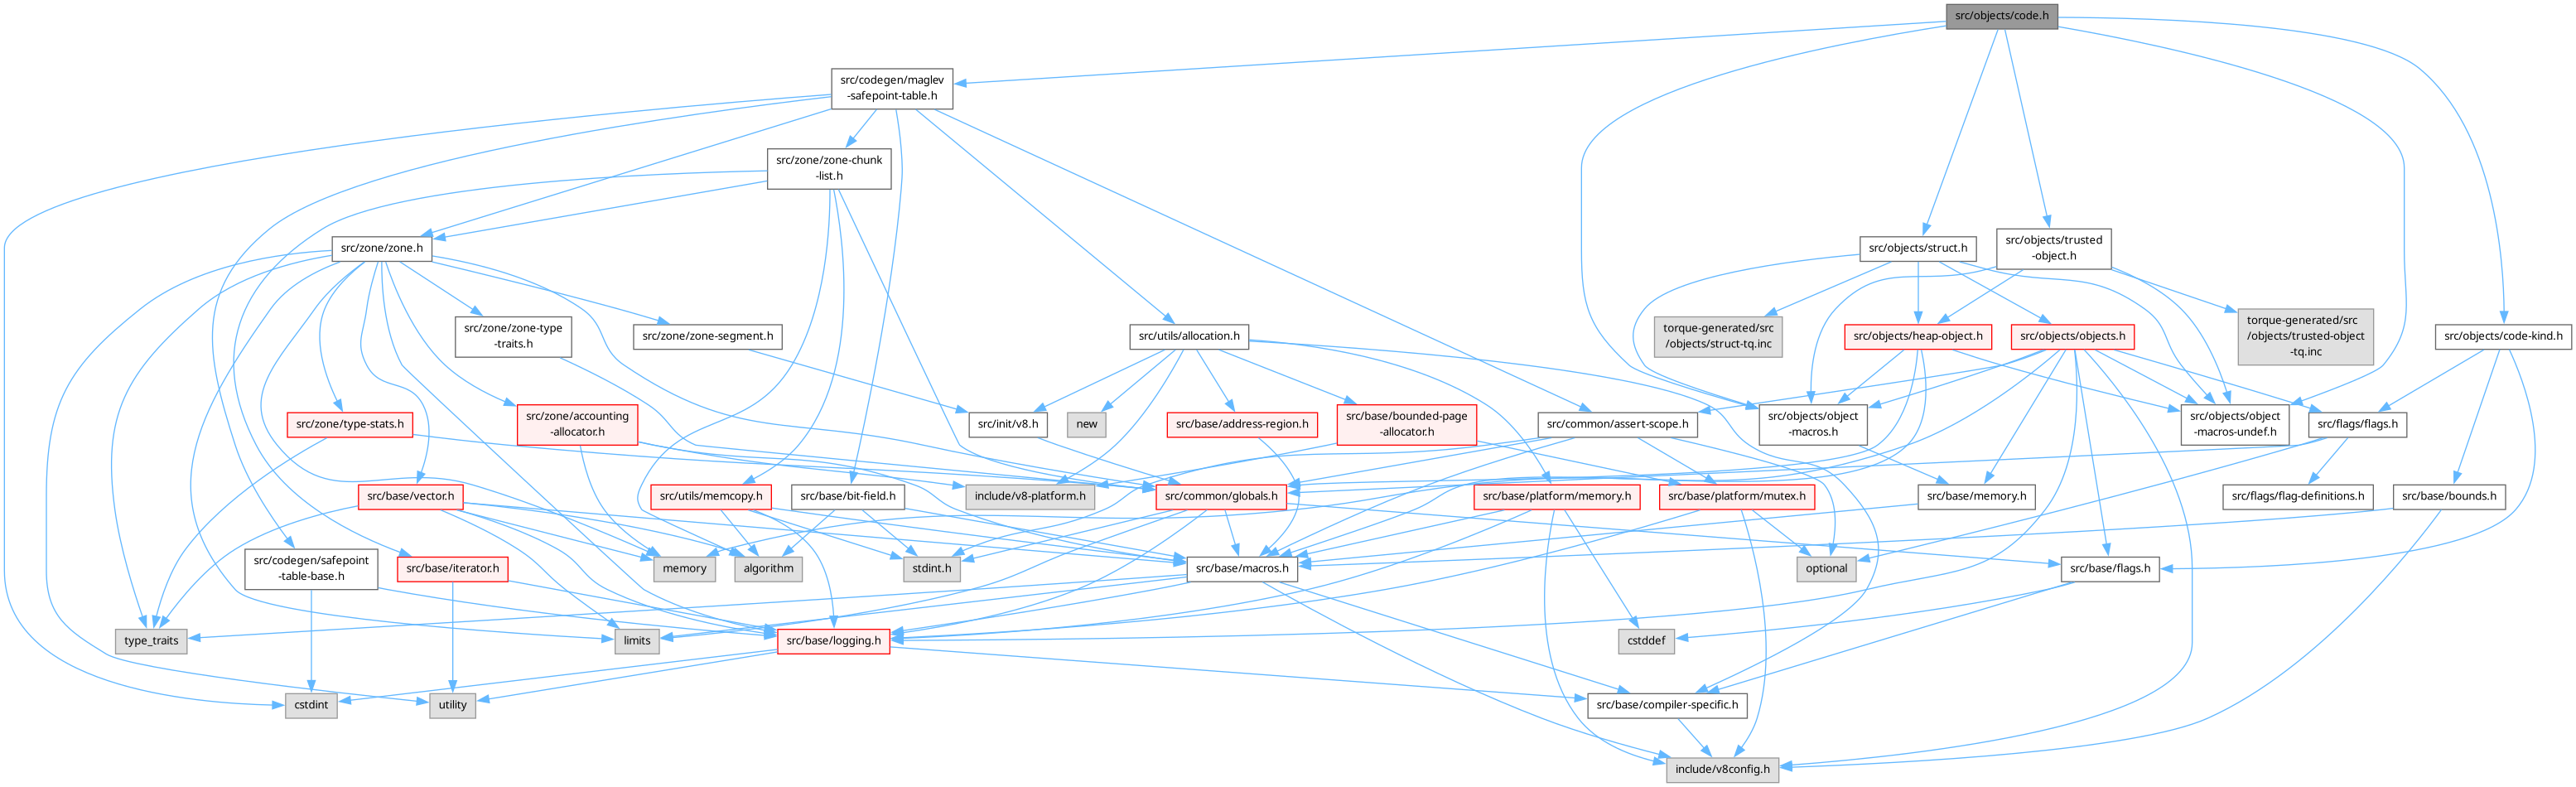 src/objects/code.h
src/codegen/maglev
-safepoint-table.h
src/zone/zone-chunk
-list.h
src/zone/zone.h
src/objects/struct.h
src/objects/trusted
-object.h
src/zone/zone-type
-traits.h
src/zone/zone-segment.h
src/utils/allocation.h
torque-generated/src
/objects/struct-tq.inc
src/objects/heap-object.h
src/objects/objects.h
torque-generated/src
/objects/trusted-object
-tq.inc
src/objects/code-kind.h
src/zone/type-stats.h
src/zone/accounting
-allocator.h
src/init/v8.h
new
src/base/address-region.h
src/base/bounded-page
-allocator.h
src/common/assert-scope.h
src/objects/object
-macros.h
src/objects/object
-macros-undef.h
src/flags/flags.h
src/base/vector.h
src/utils/memcopy.h
src/base/bit-field.h
include/v8-platform.h
src/common/globals.h
src/base/platform/memory.h
src/base/platform/mutex.h
src/base/memory.h
src/flags/flag-definitions.h
src/base/bounds.h
src/codegen/safepoint
-table-base.h
src/base/iterator.h
memory
algorithm
stdint.h
src/base/macros.h
optional
src/base/flags.h
type_traits
limits
src/base/logging.h
cstddef
cstdint
utility
src/base/compiler-specific.h
include/v8config.h